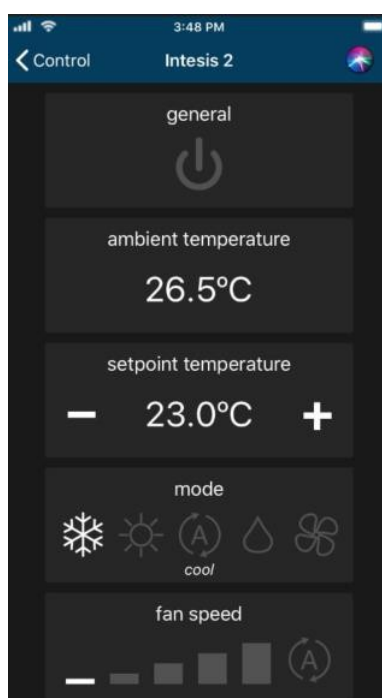 3:48 PM
Control
Intesis 2
general
ambient temperature
26.5°C
setpoint temperature
23.0°C
mode
A
cool
fan speed
A